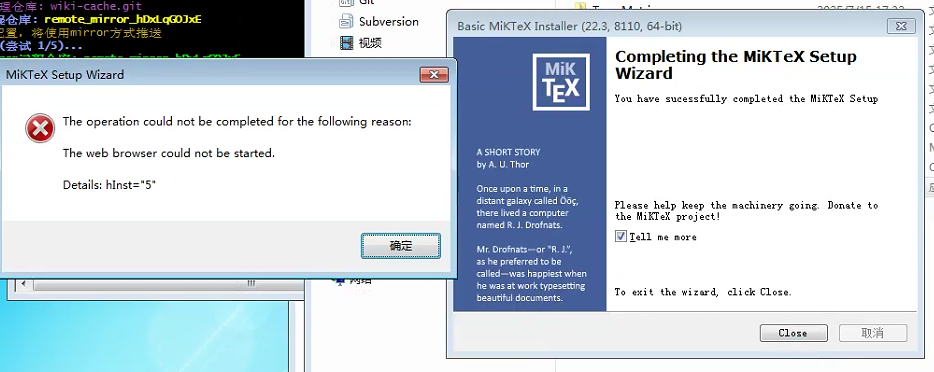 仓库: wiki-cache.git
仓库: remote_mirror_hDxLqGOJxE
配置，将使用mirror方式推送
(尝试 1/5)...
Git
Subversion
视频
MiKTeX Setup Wizard
The operation could not be completed for the following reason:
The web browser could not be started.
Details: hInst="5"
确定
Basic MiKTeX Installer (22.3, 8110, 64-bit)
MiK
TEX
A SHORT STORY
by A. U. Thor
Once upon a time, in a
distant galaxy called Ööç,
there lived a computer
named R. J. Drofnats.
Mr. Drofnats—or “R. J.”,
as he preferred to be
called—was happiest when
he was at work typesetting
beautiful documents.
Completing the MiKTeX Setup
Wizard
You have sucessfully completed the MiKTeX Setup
Please help keep the machinery going. Donate to
the MiKTeX project!
Tell me more
To exit the wizard, click Close.
Close
取消